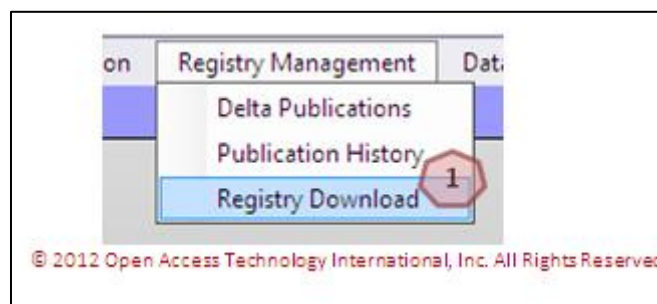 on Registry Management Dat
Delta Publications
Publication History
Registry Download 1
© 2012 Open Access Technology International, Inc. All Rights Reserved